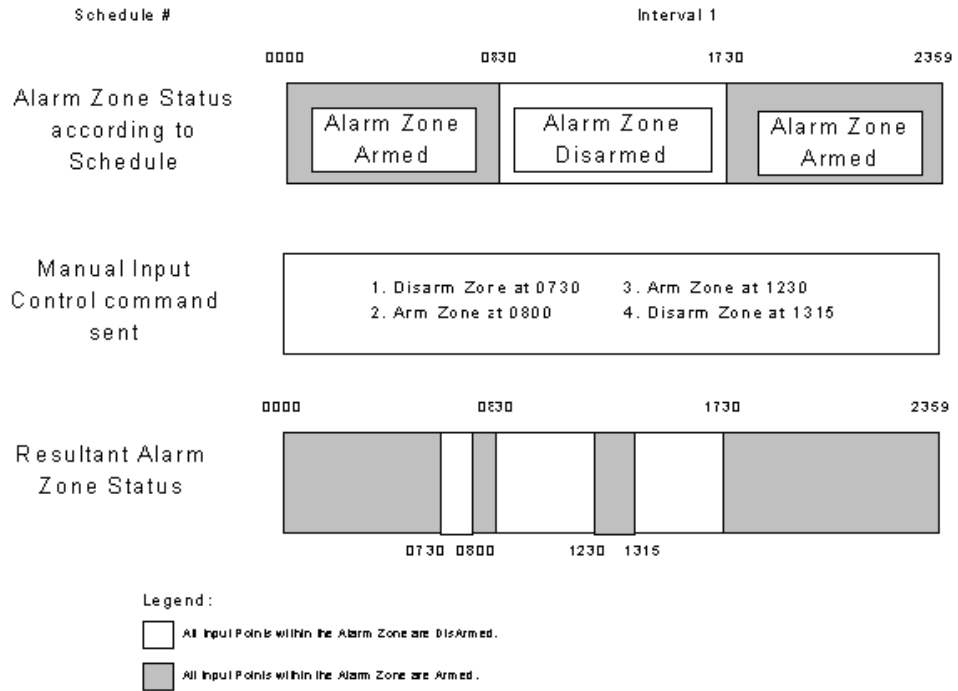 Schedule # Interval 1
0000 0830 1730 2359
Alarm Zone Status
according to
Schedule
Alarm Zone
Armed
Alarm Zone
Disarmed
Alarm Zone
Armed
Manual Input
Control command
sent
1. Disarm Zone at 0730 3. Arm Zone at 1230
2. Arm Zone at 0800 4. Disarm Zone at 1315
0000 0830 1730 2359
Resultant Alarm
Zone Status
0730 0800 1230 1315
Legend:
All Input Points within the Alarm Zone are DisArmed.
All Input Points within the Alarm Zone are Armed.